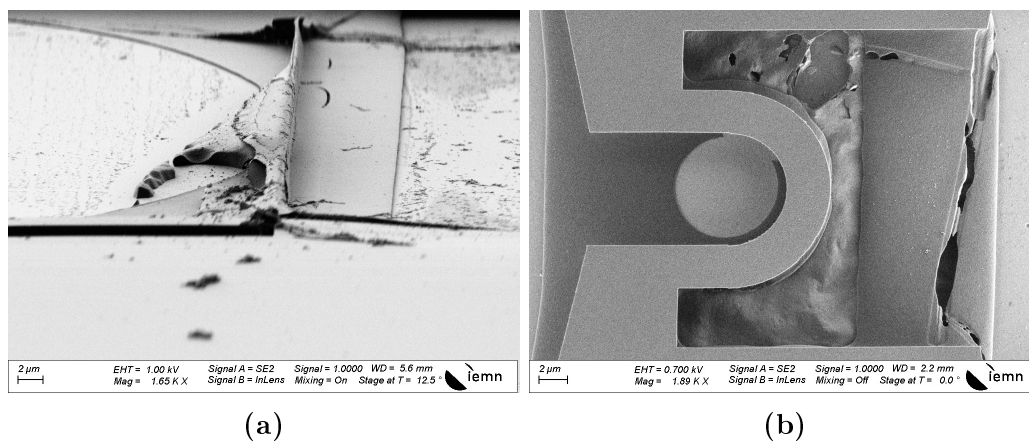 2 µm
EHT = 1.00 kV Signal A = SE2 Signal = 1.0000 WD = 5.6 mm
Mag = 1.65 K X Signal B = InLens Mixing = On Stage at T = 12.5 °
iemn
2 µm
EHT = 0.700 kV Signal A = SE2 Signal = 1.0000 WD = 2.2 mm
Mag = 1.89 K X Signal B = InLens Mixing = Off Stage at T = 0.0 °
iemn
(a)
(b)